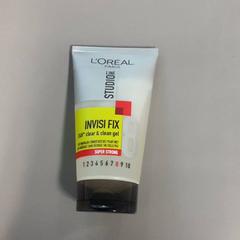 L'ORÉAL
PARIS
STUDIO
INVISI FIX
clear & clean gel
SUPER STRONG
1 2 3 4 5 6 7 8 9 10